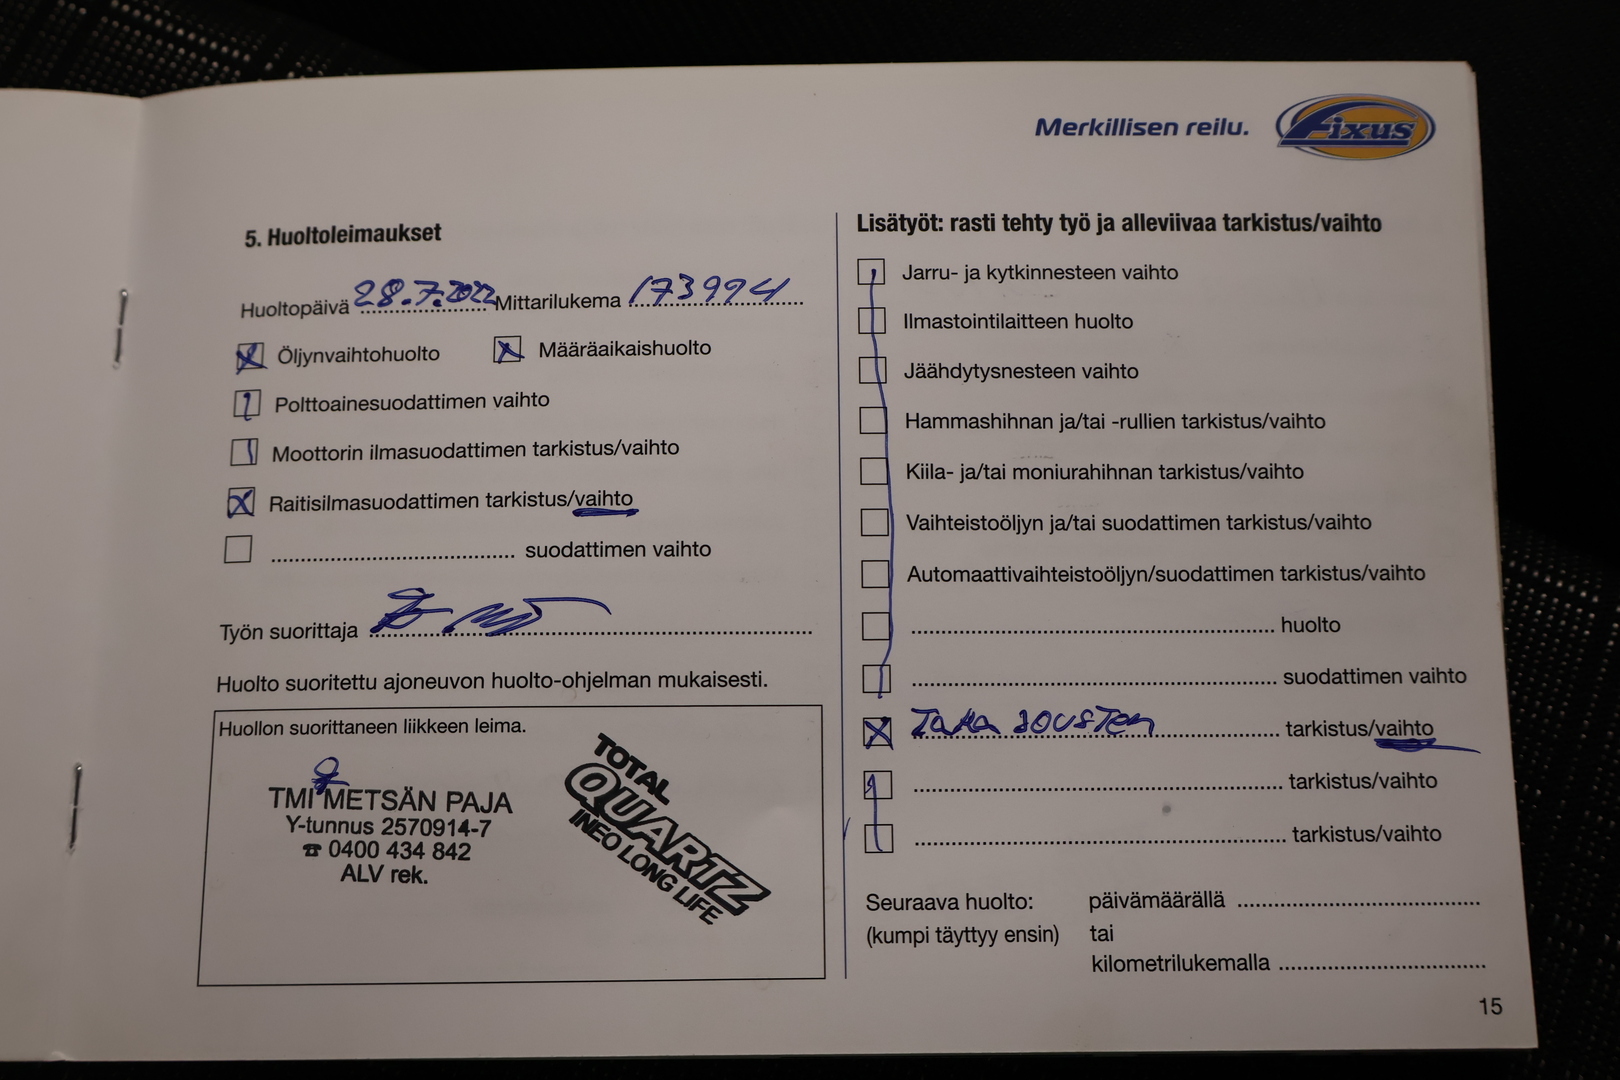 Merkillisen reilu.
Fixus
5. Huoltoleimaukset
Huoltopäivä 28.7.2022 Mittarilukema 173994
Öljynvaihtohuolto
Määräaikaishuolto
Polttoainesuodattimen vaihto
Moottorin ilmasuodattimen tarkistus/vaihto
Raitisilmasuodattimen tarkistus/vaihto
suodattimen vaihto
Työn suorittaja
Huolto suoritettu ajoneuvon huolto-ohjelman mukaisesti.
Huollon suorittaneen liikkeen leima.
TMI METSÄN PAJA
Y-tunnus 2570914-7
☎ 0400 434 842
ALV rek.
TOTAL
QUARTZ
INEO LONG LIFE
Lisätyöt: rasti tehty työ ja alleviivaa tarkistus/vaihto
Jarru- ja kytkinnesteen vaihto
Ilmastointilaitteen huolto
Jäähdytysnesteen vaihto
Hammashihnan ja/tai -rullien tarkistus/vaihto
Kiila- ja/tai moniurahihnan tarkistus/vaihto
Vaihteistoöljyn ja/tai suodattimen tarkistus/vaihto
Automaattivaihteistoöljyn/suodattimen tarkistus/vaihto
huolto
suodattimen vaihto
Taka jousten tarkistus/vaihto
tarkistus/vaihto
tarkistus/vaihto
Seuraava huolto: päivämäärällä
(kumpi täyttyy ensin) tai
kilometrilukemalla
15